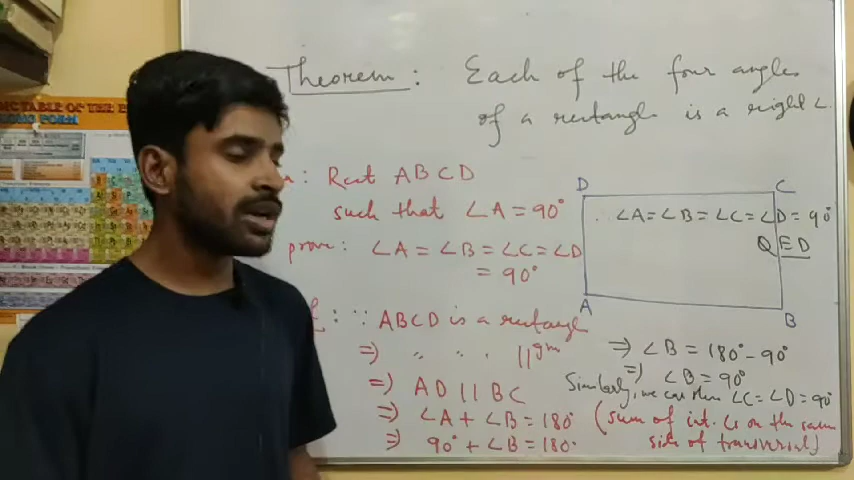 Theorem : Each of the four angles
of a rectangle is a right ∠.
: Rect ABCD
such that ∠A = 90°
prove : ∠A = ∠B = ∠C = ∠D
= 90°
D
C
∠A = ∠B = ∠C = ∠D = 90°
QED
A
B
: ∵ ABCD is a rectangle
⇒ " " " ||gm
⇒ AD || BC
⇒ ∠A + ∠B = 180° (sum of int. ∠s on the same
side of transversal)
⇒ 90° + ∠B = 180°
⇒ ∠B = 180° - 90°
⇒ ∠B = 90°
Similarly, we can show ∠C = ∠D = 90°